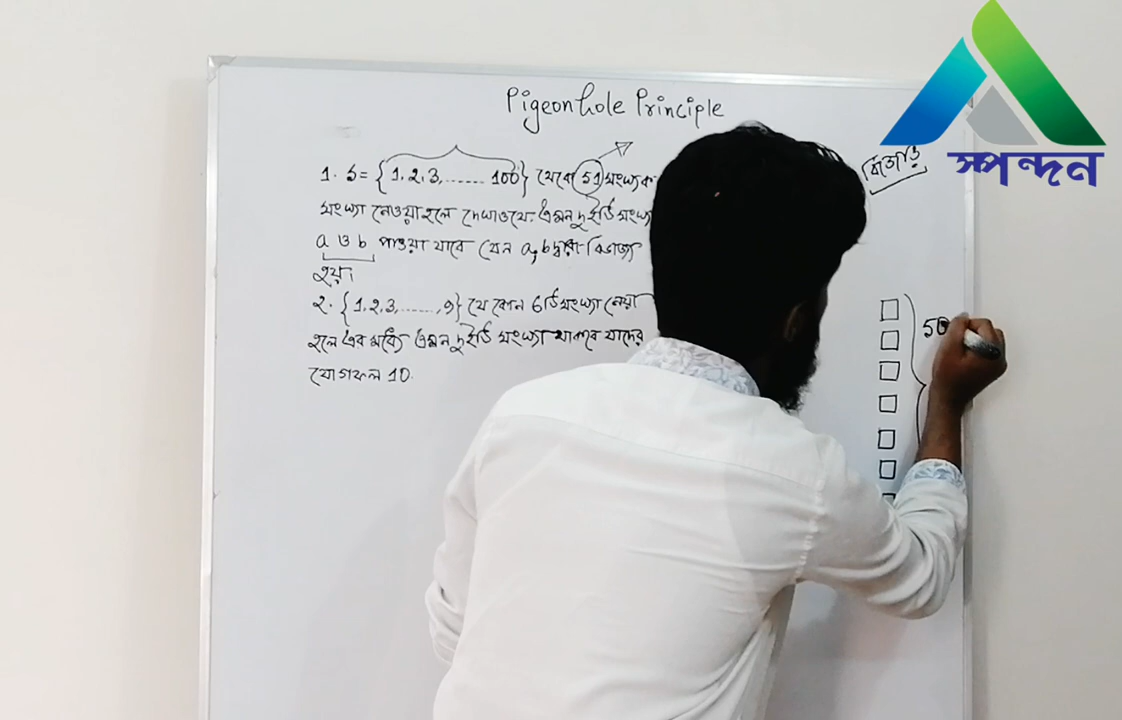 Pigeonhole Principle
1. S = {1, 2, 3, ...... 100} থেকে 51 সংখ্যক
সংখ্যা নেওয়া হলে দেখাও যে এমন দুইটি সংখ্যা
a ও b পাওয়া যাবে যেন a, b দ্বারা বিভাজ্য
হয়।
২. {1, 2, 3, ......, 9} যে কোন 6টি সংখ্যা নেয়া
হলে এর মধ্যে এমন দুইটি সংখ্যা থাকবে যাদের
যোগফল 10.
বিজোড়
50
স্পন্দন